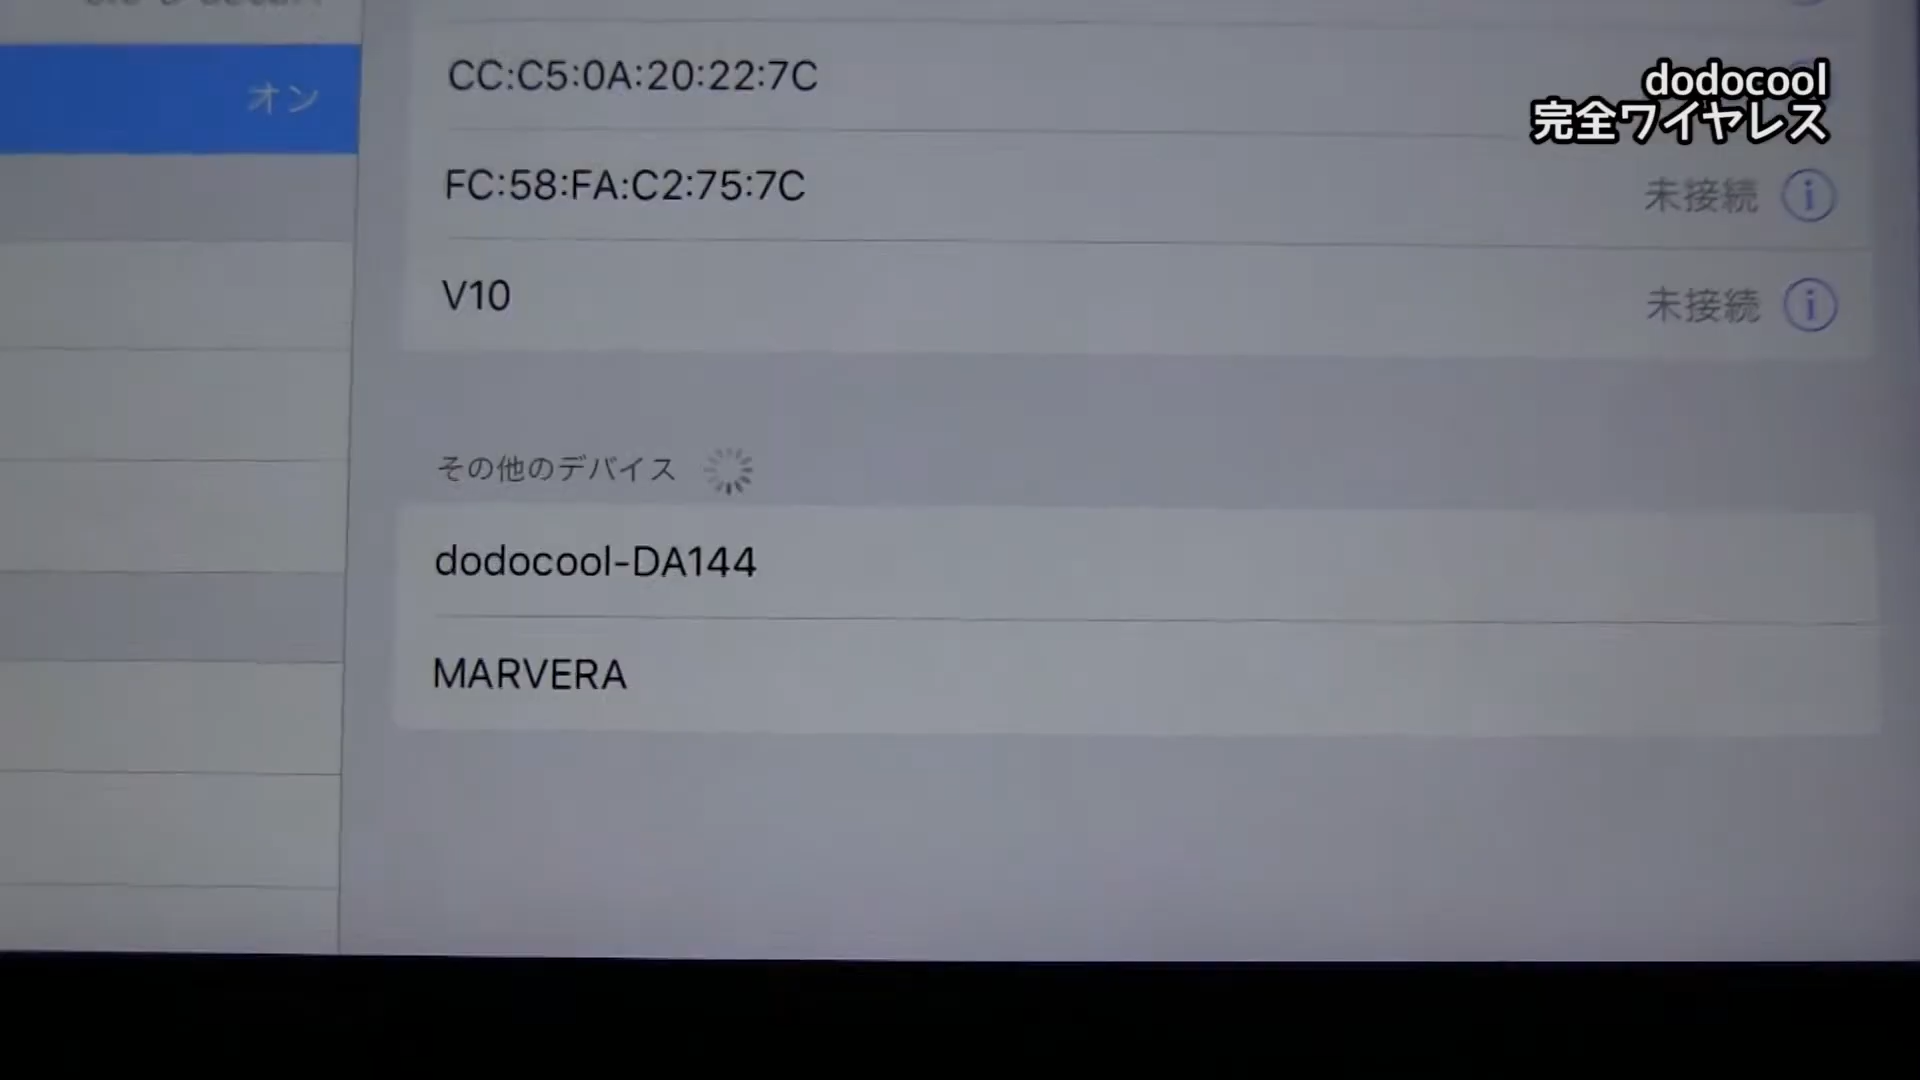 オン
CC:C5:0A:20:22:7C
dodocool
完全ワイヤレス
FC:58:FA:C2:75:7C 未接続
V10 未接続
その他のデバイス
dodocool-DA144
MARVERA